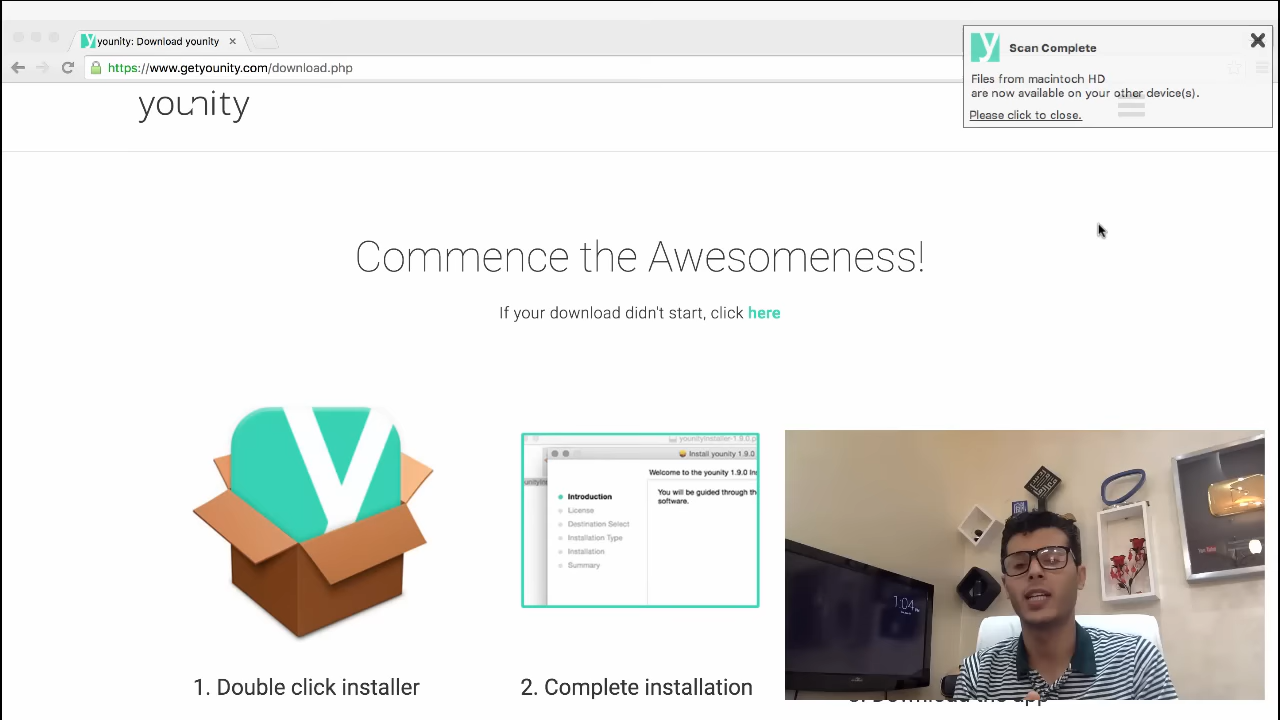 younity: Download younity
https://www.getyounity.com/download.php
Scan Complete
Files from macintoch HD
are now available on your other device(s).
Please click to close.
younity
Commence the Awesomeness!
If your download didn't start, click here
Install younity 1.9.0
Welcome to the younity 1.9.0
You will be guided through
software.
Introduction
License
Destination Select
Installation Type
Installation
Summary
1:04
1. Double click installer
2. Complete installation